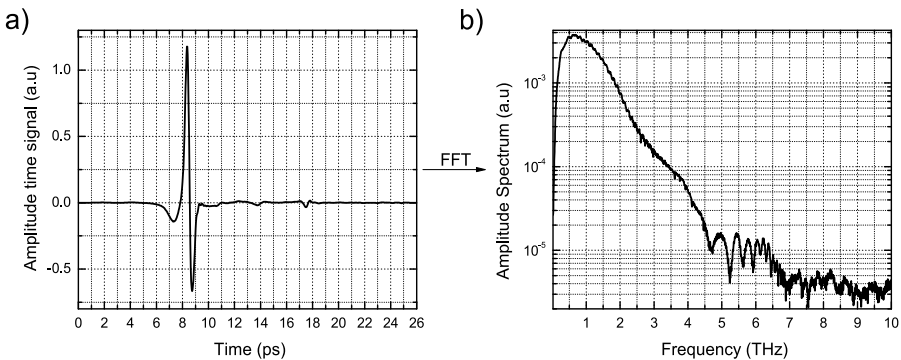 a)
Amplitude time signal (a.u)
1.0
0.5
0.0
-0.5
0 2 4 6 8 10 12 14 16 18 20 22 24 26
Time (ps)
FFT
b)
Amplitude Spectrum (a.u)
10⁻³
10⁻⁴
10⁻⁵
1 2 3 4 5 6 7 8 9 10
Frequency (THz)